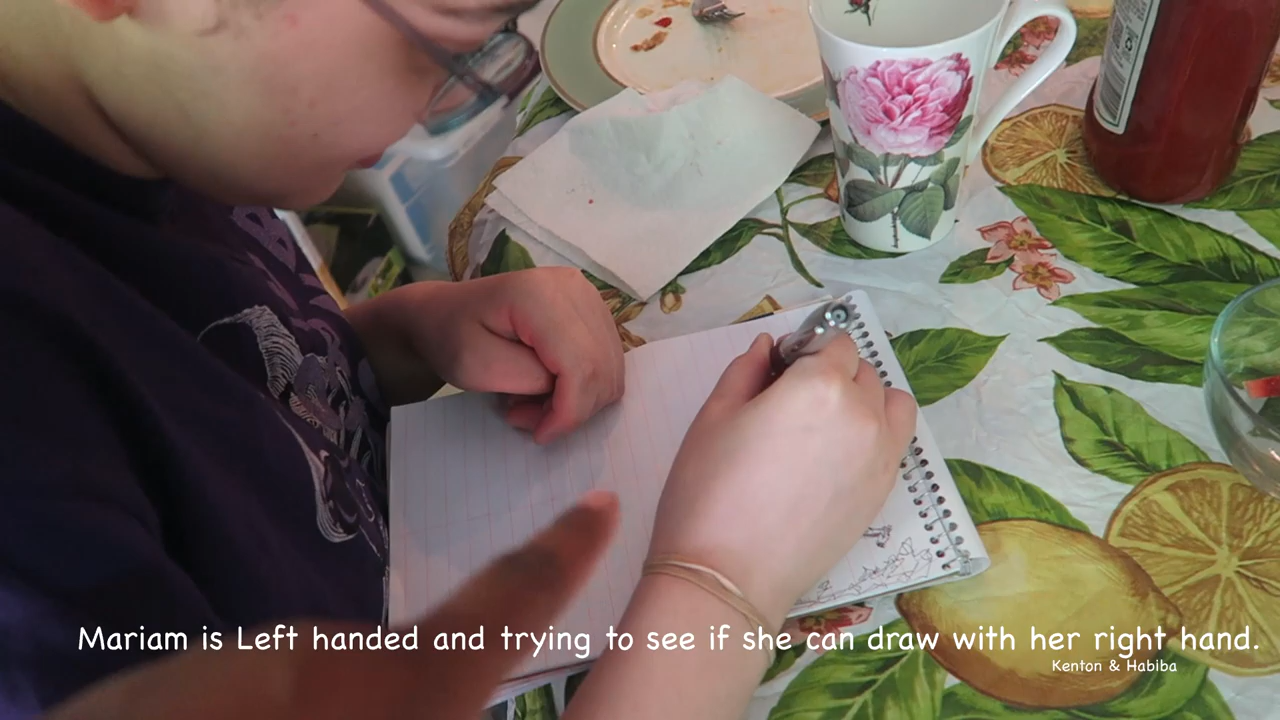 Mariam is Left handed and trying to see if she can draw with her right hand.
Kenton & Habiba